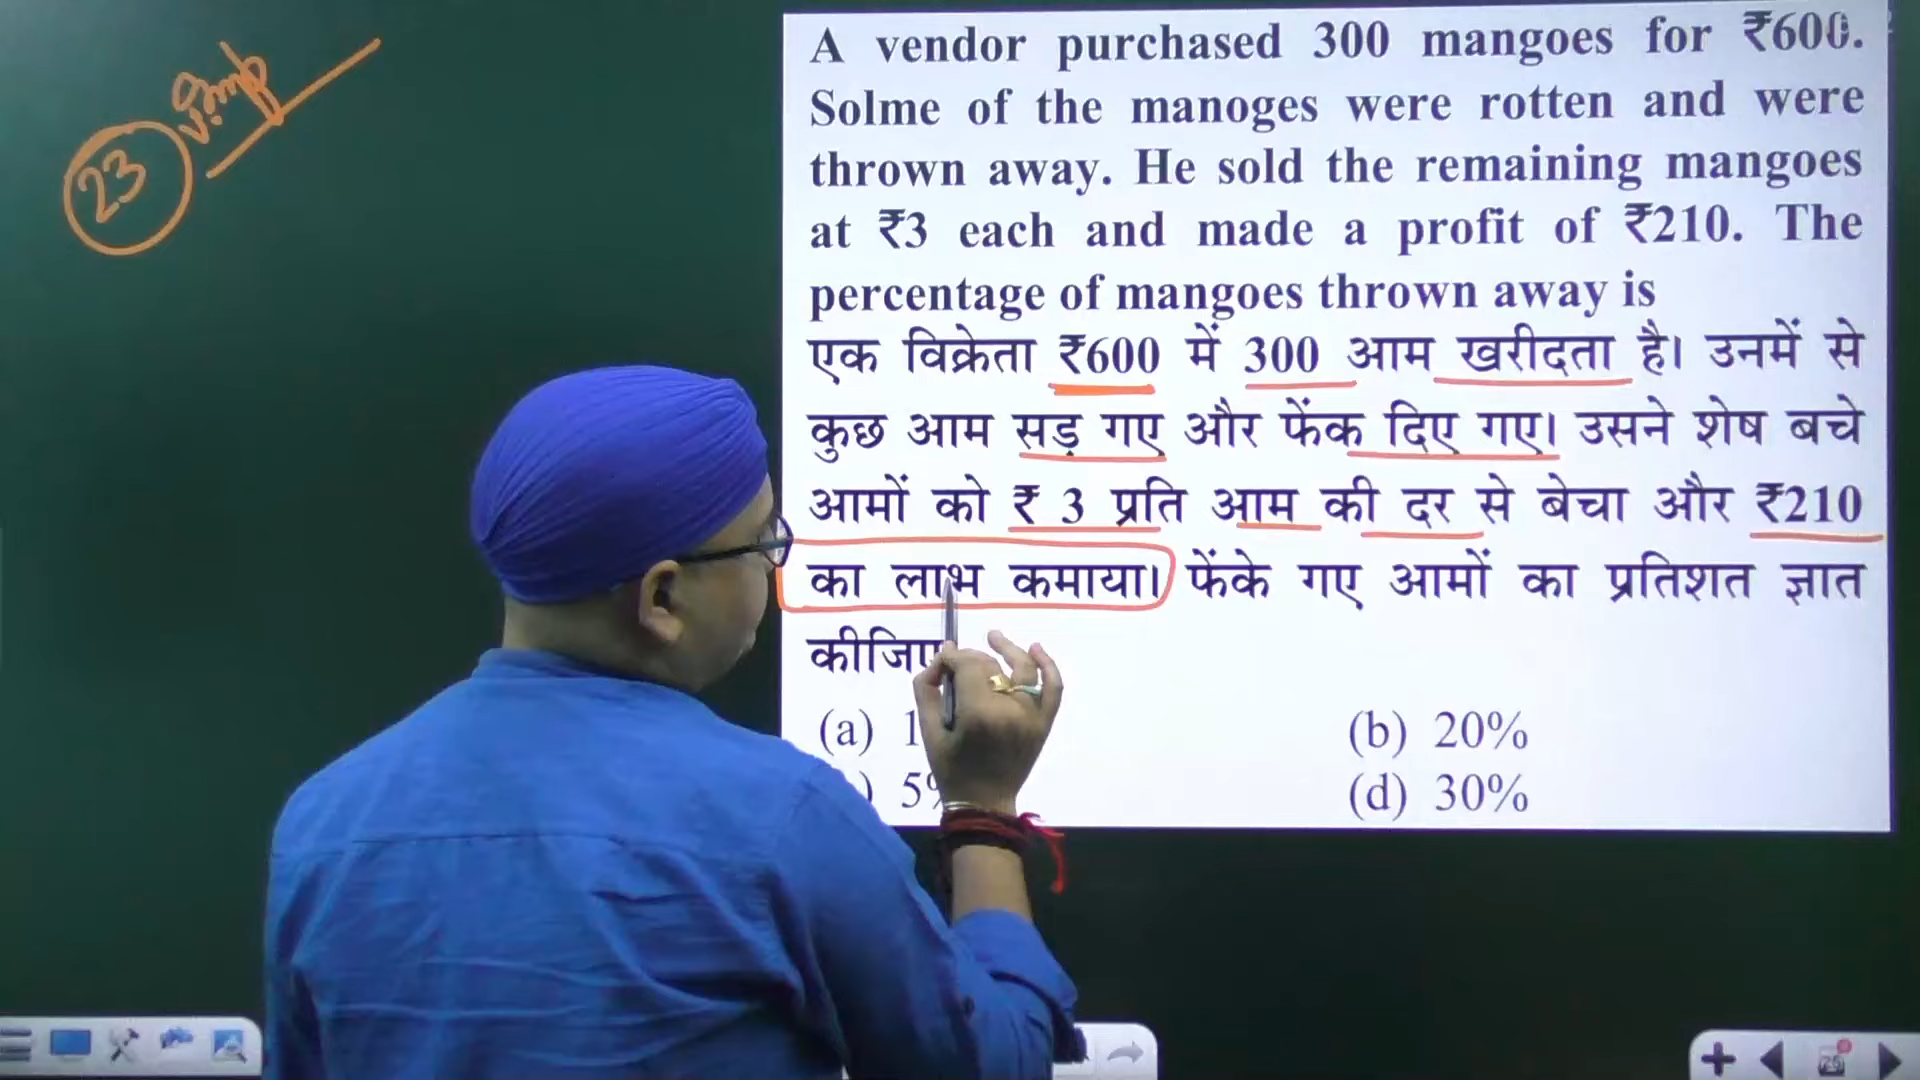 23
v.imp
A vendor purchased 300 mangoes for ₹600.
Solme of the manoges were rotten and were
thrown away. He sold the remaining mangoes
at ₹3 each and made a profit of ₹210. The
percentage of mangoes thrown away is
एक विक्रेता ₹600 में 300 आम खरीदता है। उनमें से
कुछ आम सड़ गए और फेंक दिए गए। उसने शेष बचे
आमों को ₹ 3 प्रति आम की दर से बेचा और ₹210
का लाभ कमाया। फेंके गए आमों का प्रतिशत ज्ञात
कीजिए
(a) (b) 20%
(d) 30%